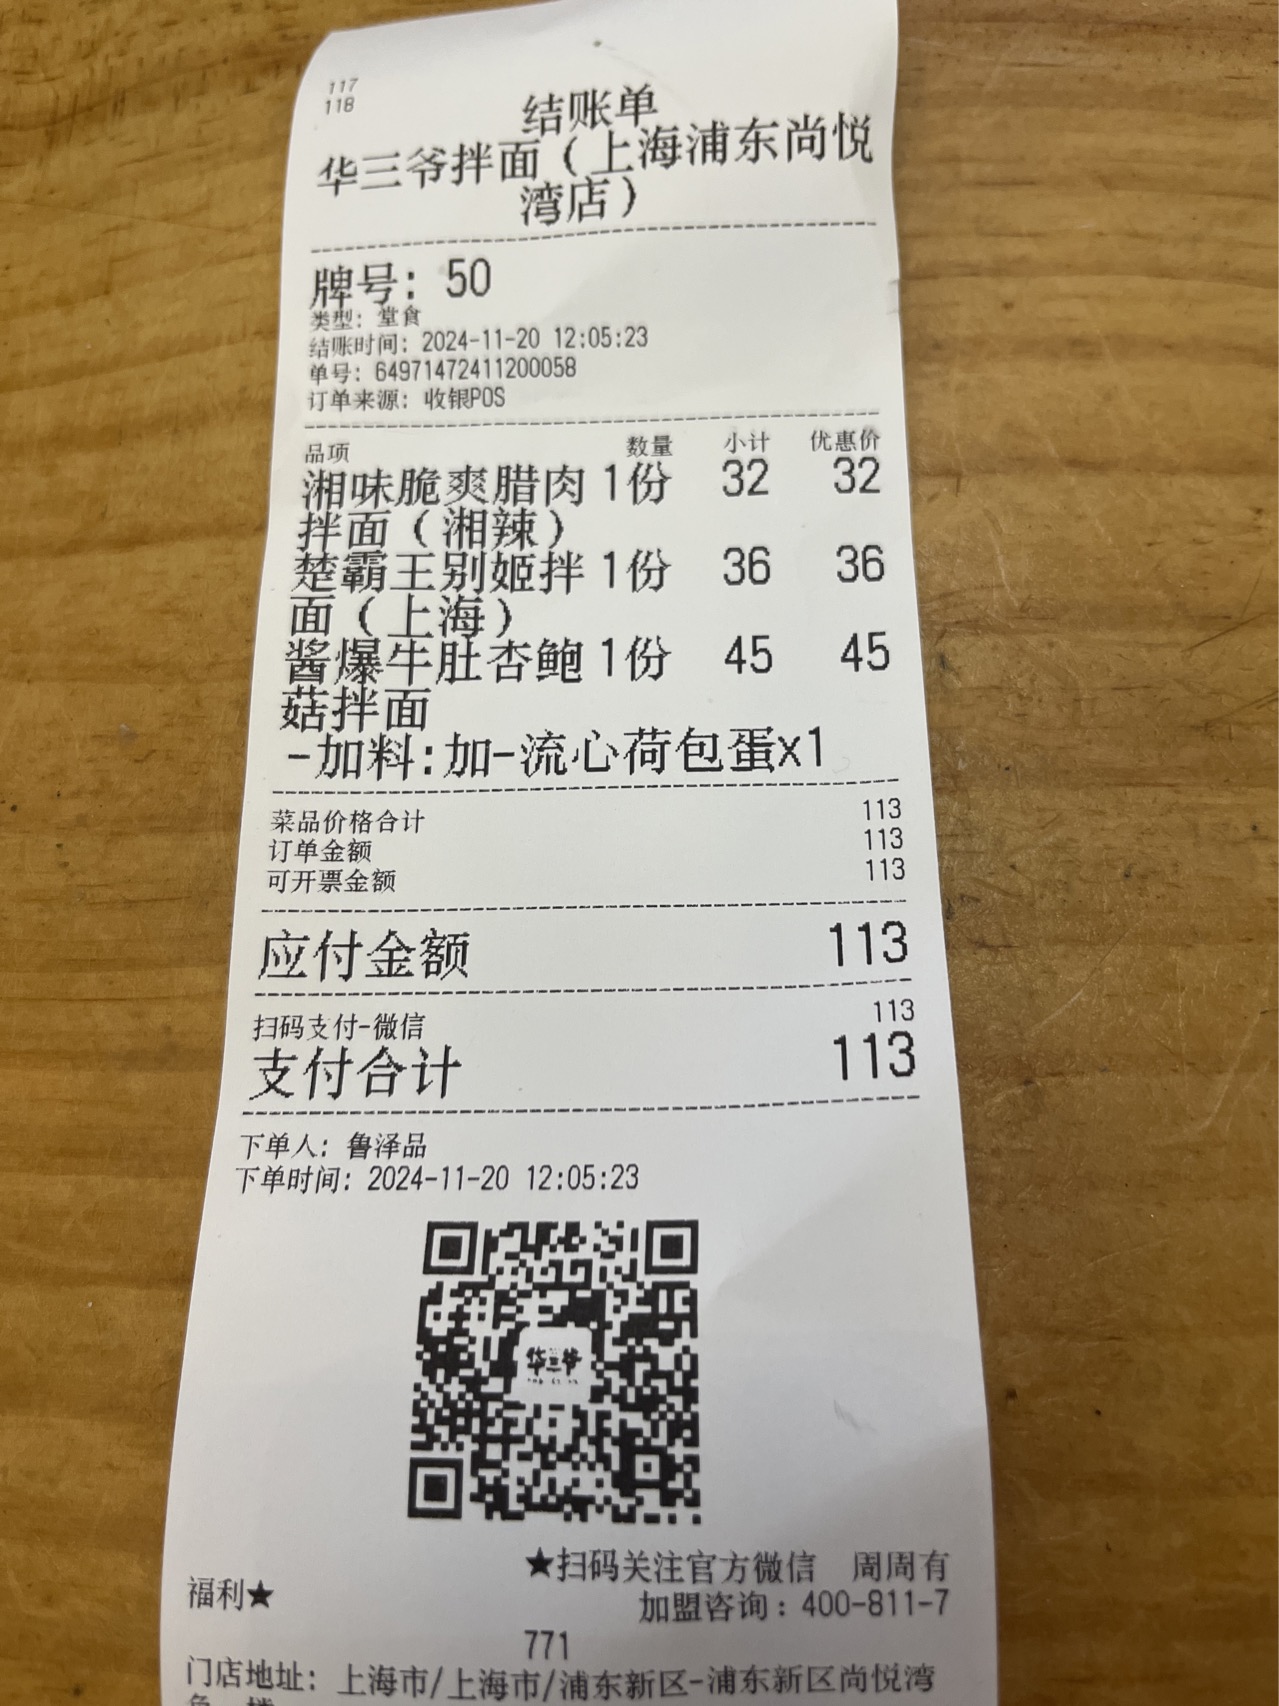 117
118
结账单
华三爷拌面（上海浦东尚悦
湾店）
牌号：50
类型：堂食
结账时间：2024-11-20 12:05:23
单号：64971472411200058
订单来源：收银POS
品项 数量 小计 优惠价
湘味脆爽腊肉 1份 32 32
拌面（湘辣）
楚霸王别姬拌 1份 36 36
面（上海）
酱爆牛肚杏鲍 1份 45 45
菇拌面
-加料:加-流心荷包蛋x1
菜品价格合计 113
订单金额 113
可开票金额 113
应付金额 113
扫码支付-微信 113
支付合计 113
下单人：鲁泽品
下单时间：2024-11-20 12:05:23
华三爷
★扫码关注官方微信 周周有
福利★
加盟咨询：400-811-7
771
门店地址：上海市/上海市/浦东新区-浦东新区尚悦湾